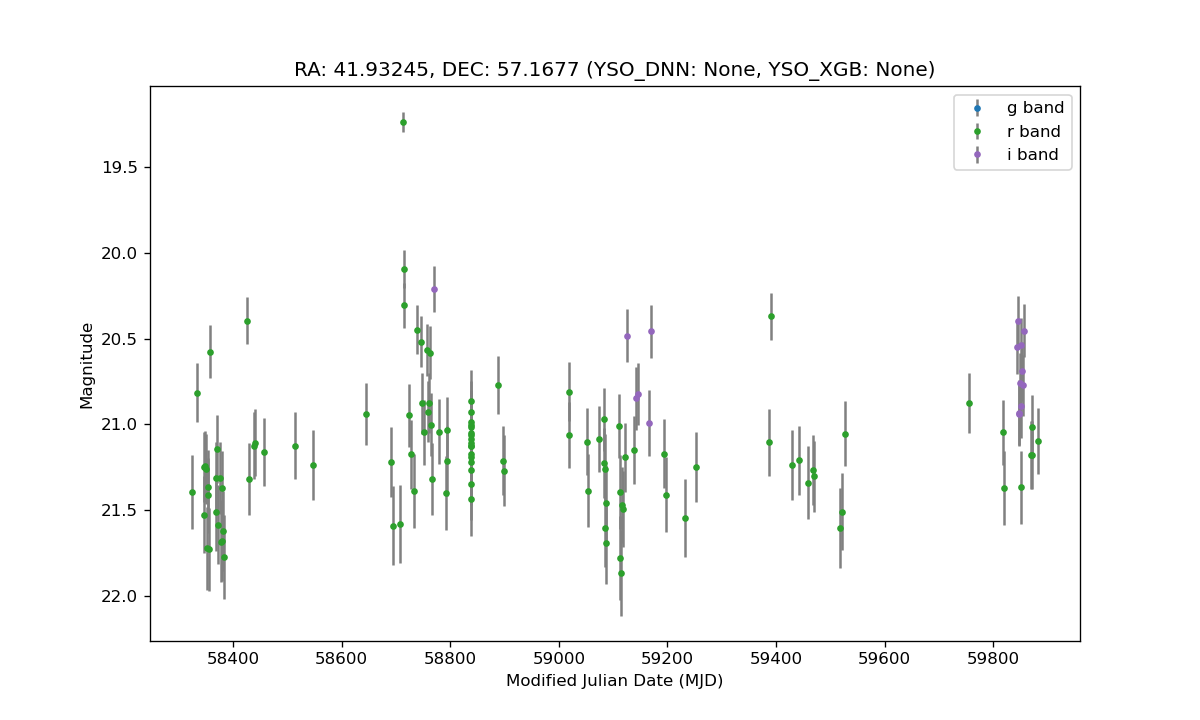 RA: 41.93245, DEC: 57.1677 (YSO_DNN: None, YSO_XGB: None)
g band
r band
i band
19.5
20.0
20.5
21.0
21.5
22.0
Magnitude
58400 58600 58800 59000 59200 59400 59600 59800
Modified Julian Date (MJD)